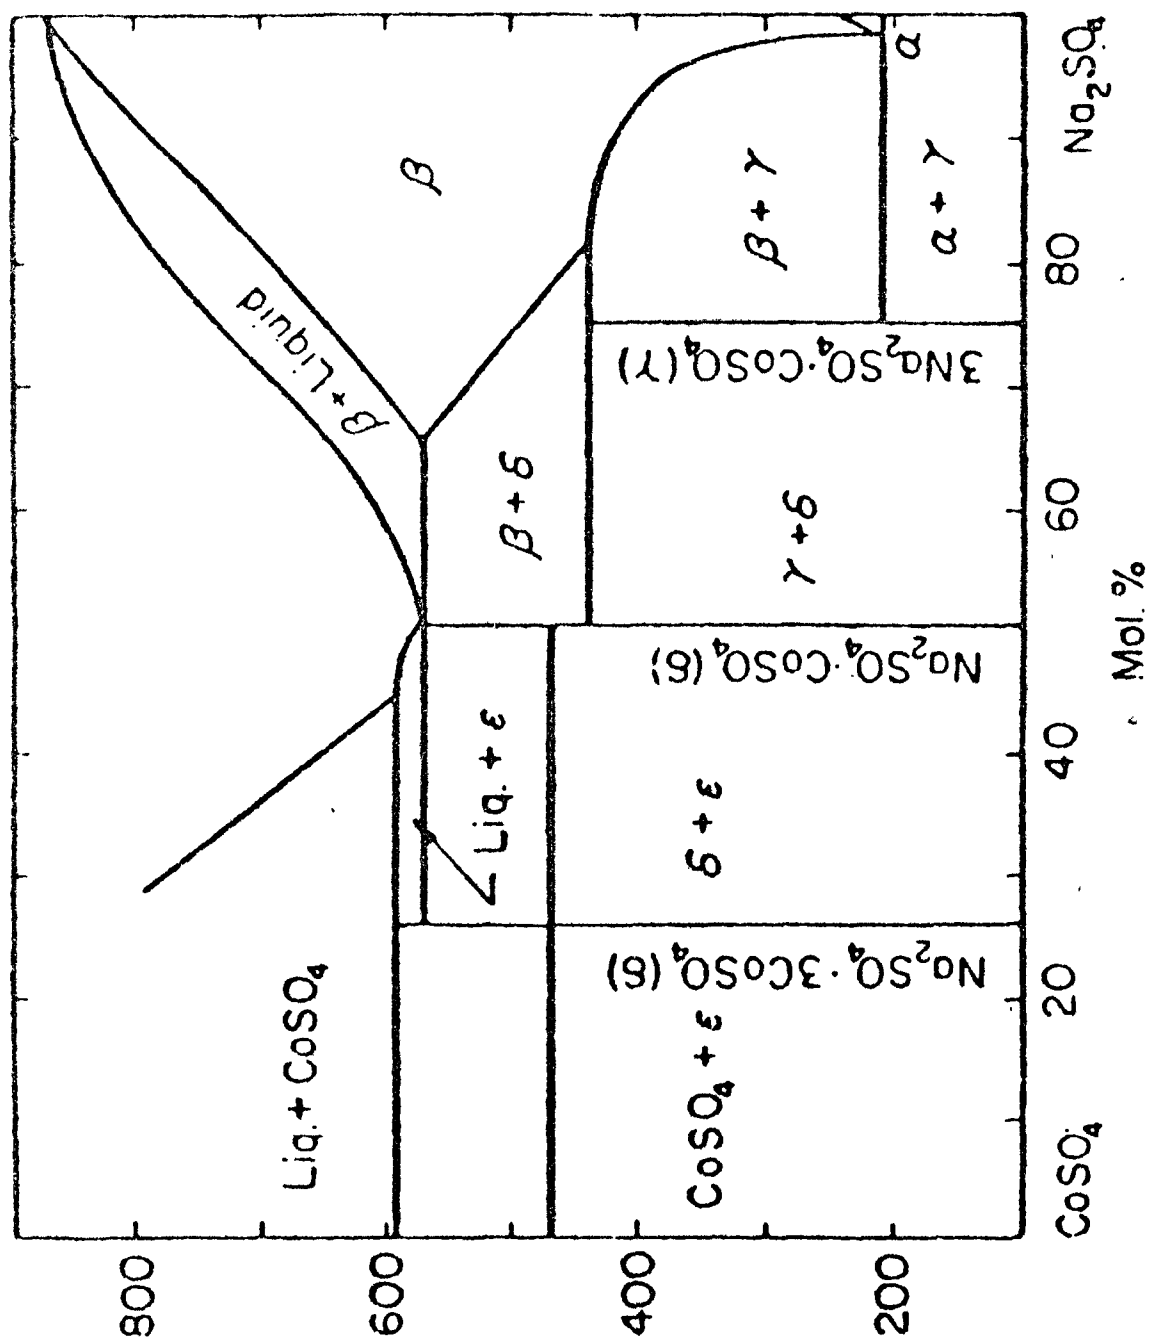 800
600
400
200
Liq. + CoSO₄
β + Liquid
β
β + δ
Liq. + ε
β + γ
α
α + γ
γ + δ
δ + ε
CoSO₄ + ε
3Na₂SO₄·CoSO₄(γ)
Na₂SO₄·CoSO₄(δ)
Na₂SO₄·3CoSO₄(δ)
CoSO₄
20
40
60
80
Na₂SO₄
Mol. %